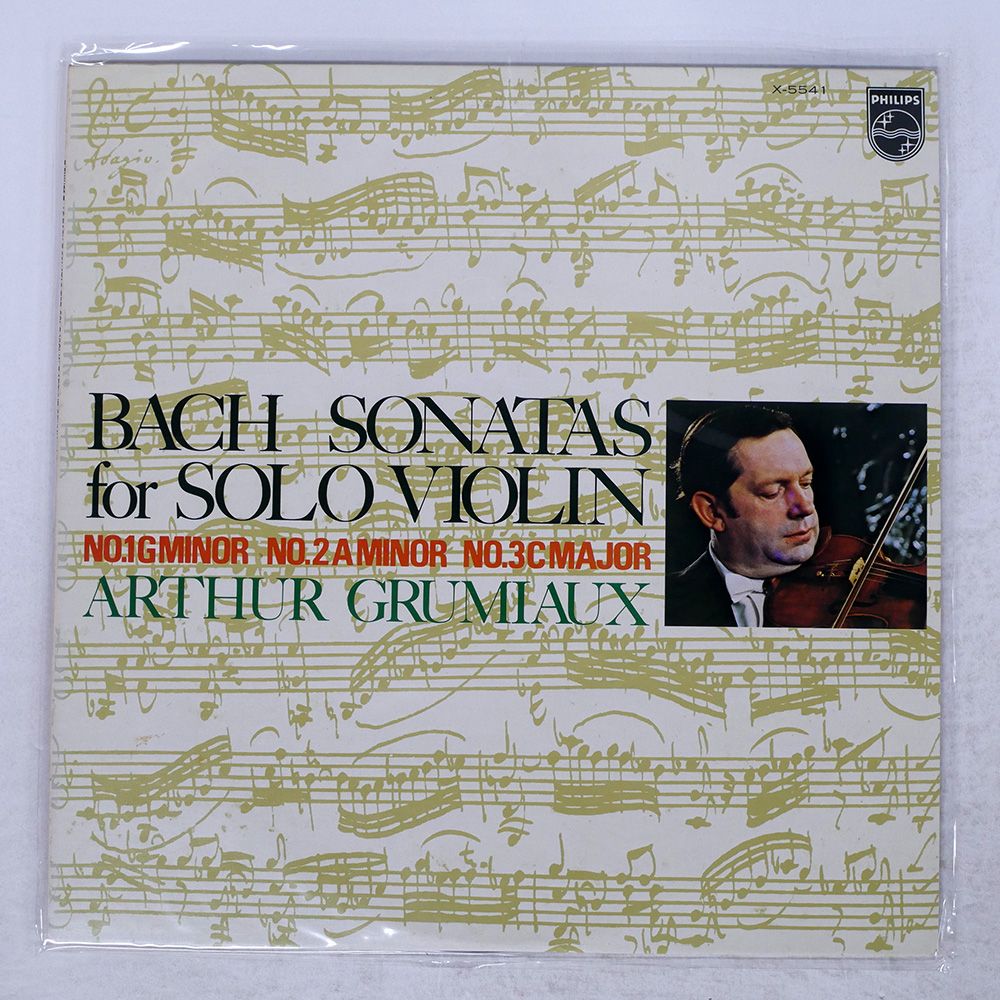 X-5541
PHILIPS
Adagio.
BACH SONATAS
for SOLO VIOLIN
NO.1 G MINOR NO.2 A MINOR NO.3 C MAJOR
ARTHUR GRUMIAUX